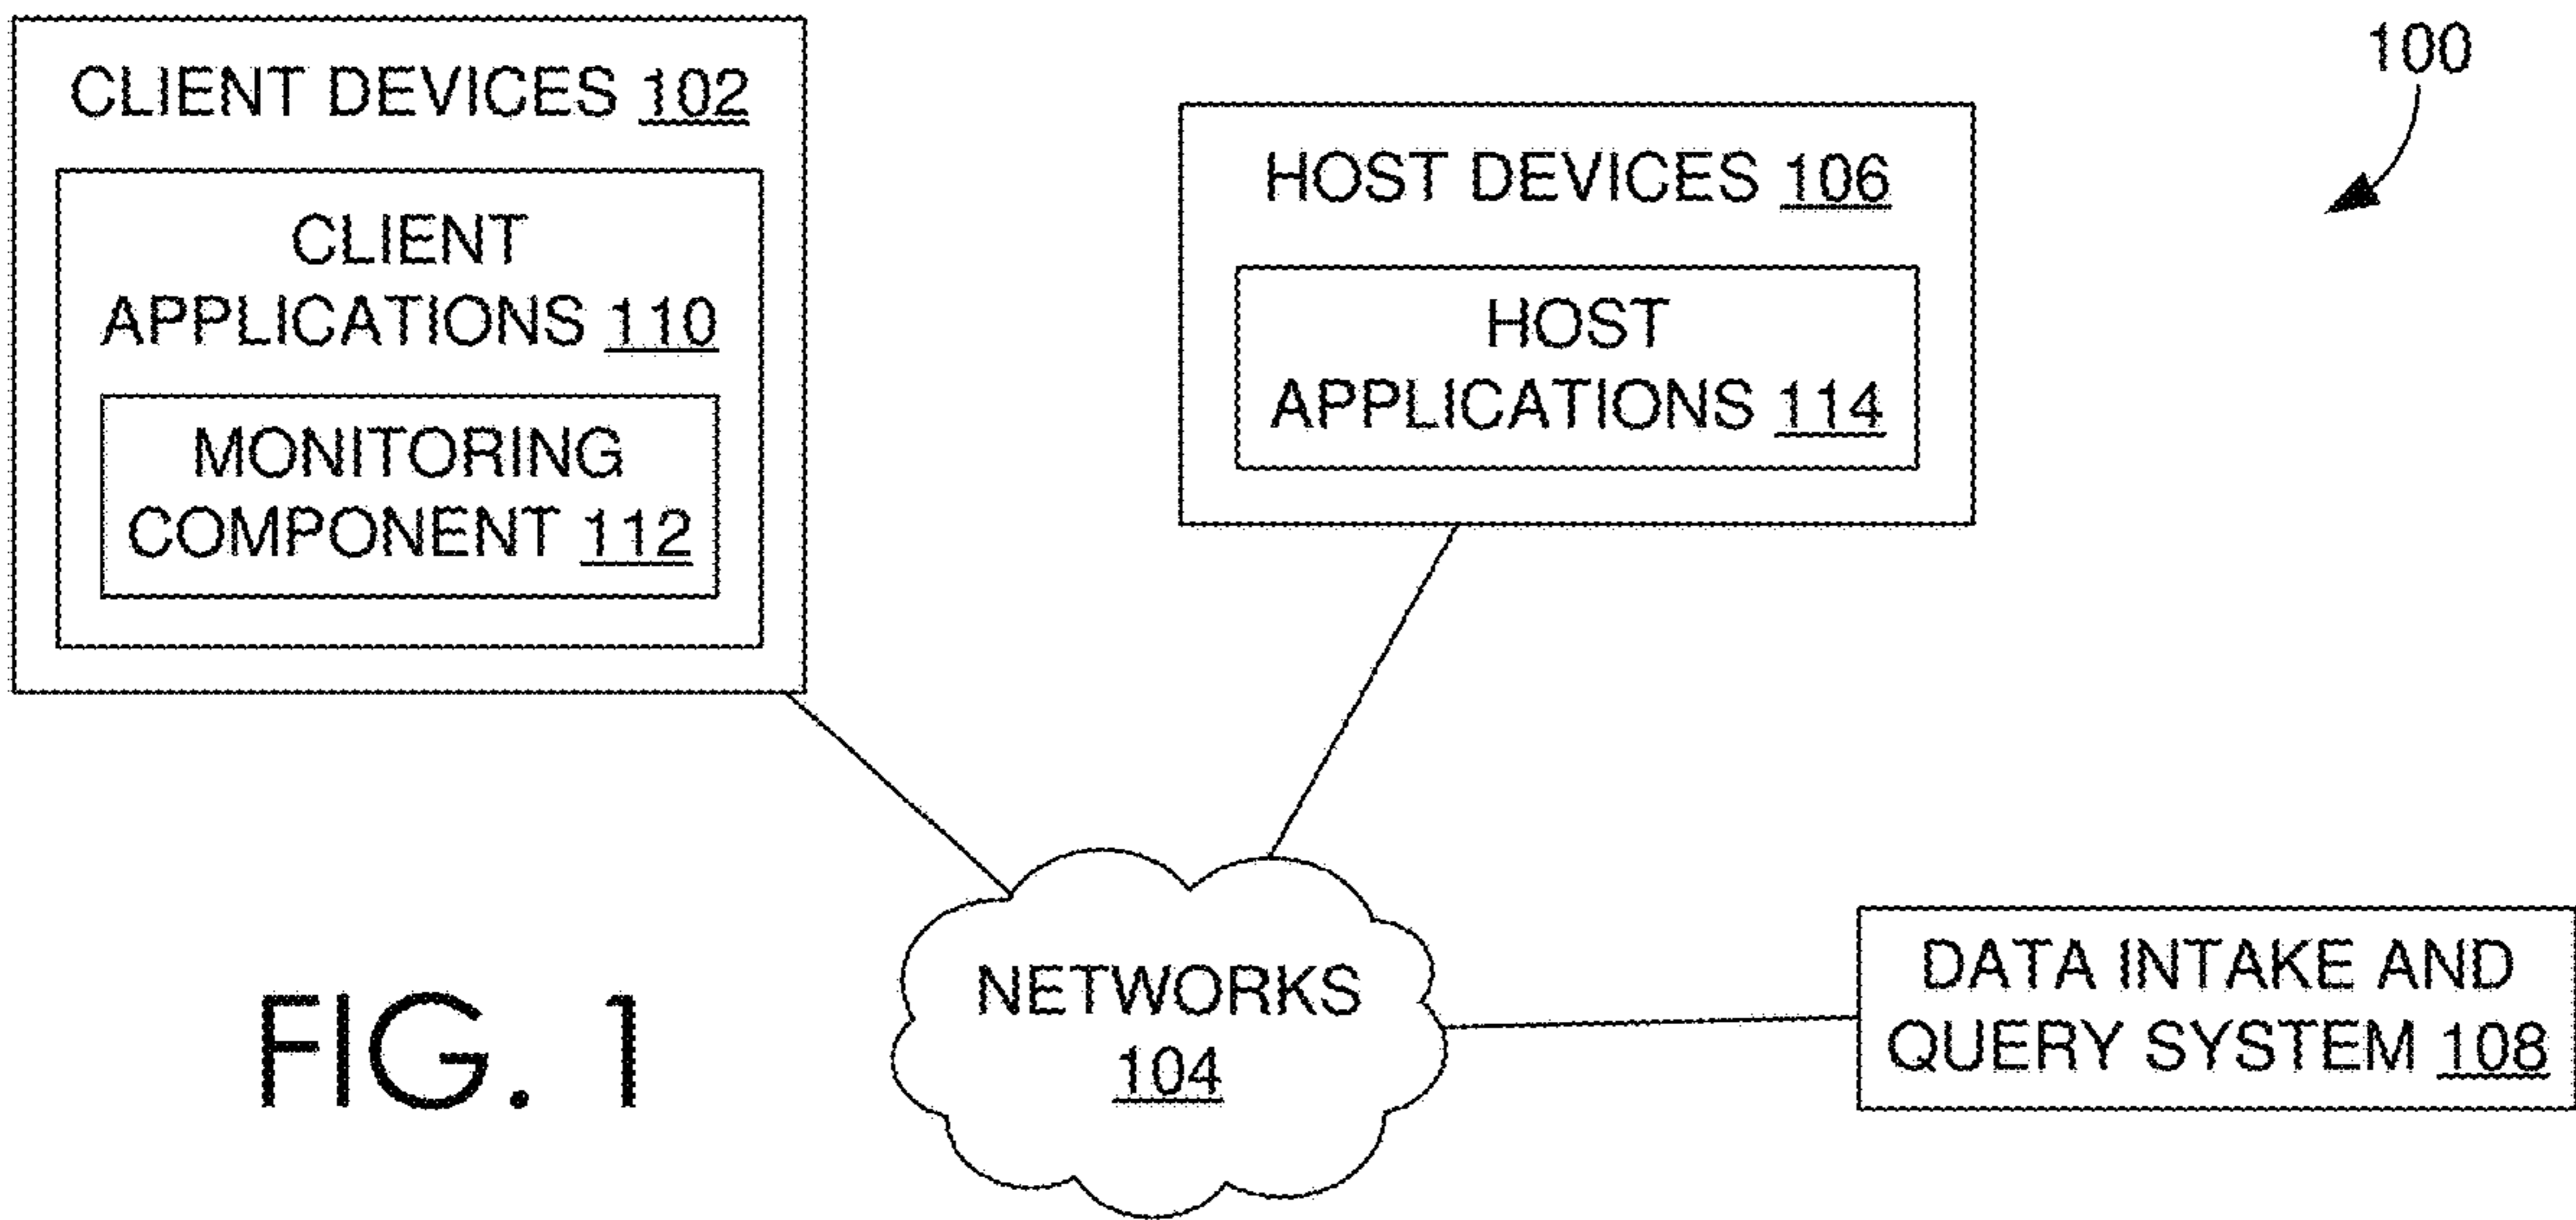 CLIENT DEVICES 102
CLIENT
APPLICATIONS 110
MONITORING
COMPONENT 112
HOST DEVICES 106
HOST
APPLICATIONS 114
100
NETWORKS
104
DATA INTAKE AND
QUERY SYSTEM 108
FIG. 1